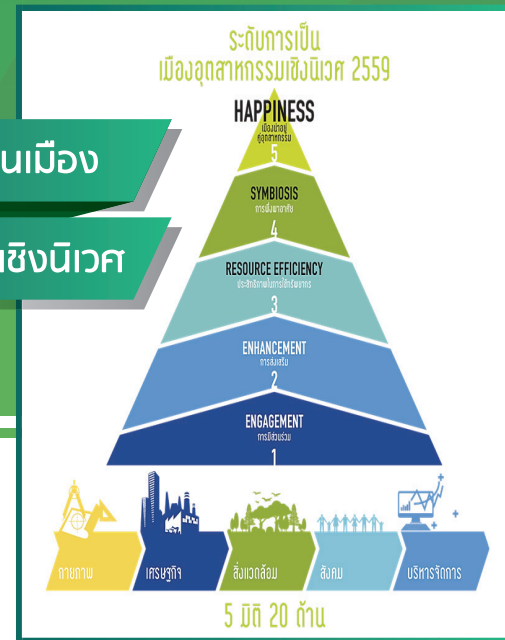 ระดับการเป็น
เมืองอุตสาหกรรมเชิงนิเวศ 2559
นเมือง
เชิงนิเวศ
HAPPINESS
เมืองน่าอยู่
คู่อุตสาหกรรม
5
SYMBIOSIS
การพึ่งพาอาศัย
4
RESOURCE EFFICIENCY
ประสิทธิภาพในการใช้ทรัพยากร
3
ENHANCEMENT
การส่งเสริม
2
ENGAGEMENT
การมีส่วนร่วม
1
กายภาพ
เศรษฐกิจ
สิ่งแวดล้อม
สังคม
บริหารจัดการ
5 มิติ 20 ด้าน